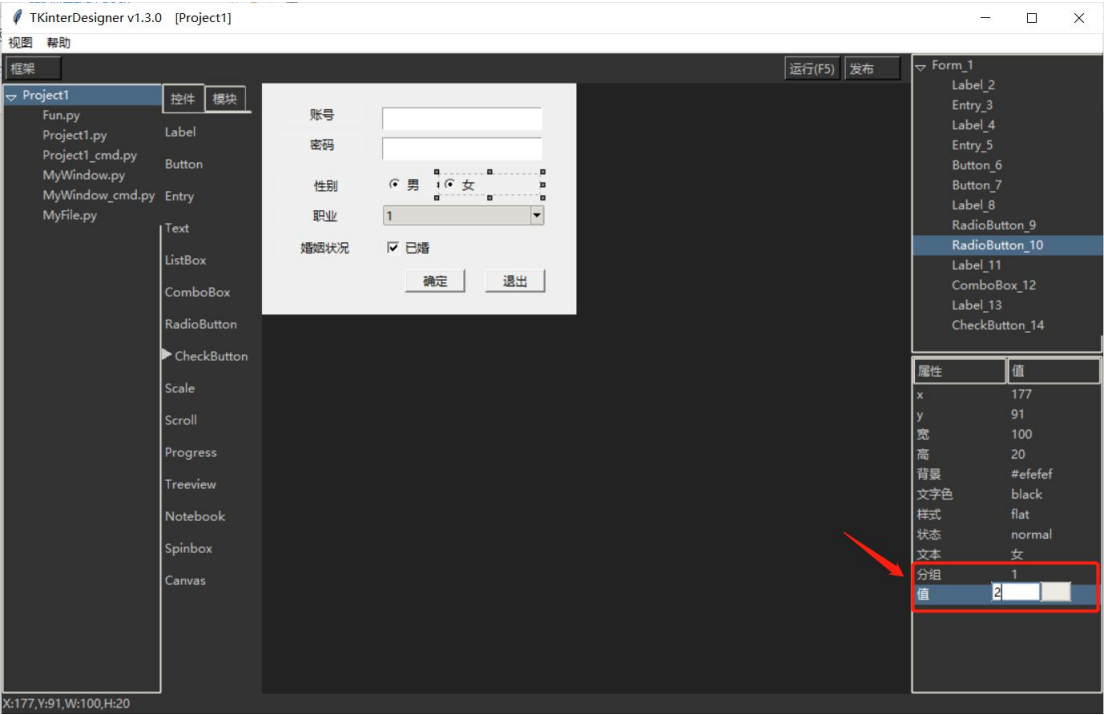 TKinterDesigner v1.3.0 [Project1]
视图 帮助
框架
运行(F5) 发布
Project1
Fun.py
Project1.py
Project1_cmd.py
MyWindow.py
MyWindow_cmd.py
MyFile.py
控件 模块
Label
Button
Entry
Text
ListBox
ComboBox
RadioButton
CheckButton
Scale
Scroll
Progress
Treeview
Notebook
Spinbox
Canvas
账号
密码
性别 男 女
职业 1
婚姻状况 已婚
确定 退出
Form_1
Label_2
Entry_3
Label_4
Entry_5
Button_6
Button_7
Label_8
RadioButton_9
RadioButton_10
Label_11
ComboBox_12
Label_13
CheckButton_14
属性 值
x 177
y 91
宽 100
高 20
背景 #efefef
文字色 black
样式 flat
状态 normal
文本 女
分组 1
值 2
X:177,Y:91,W:100,H:20